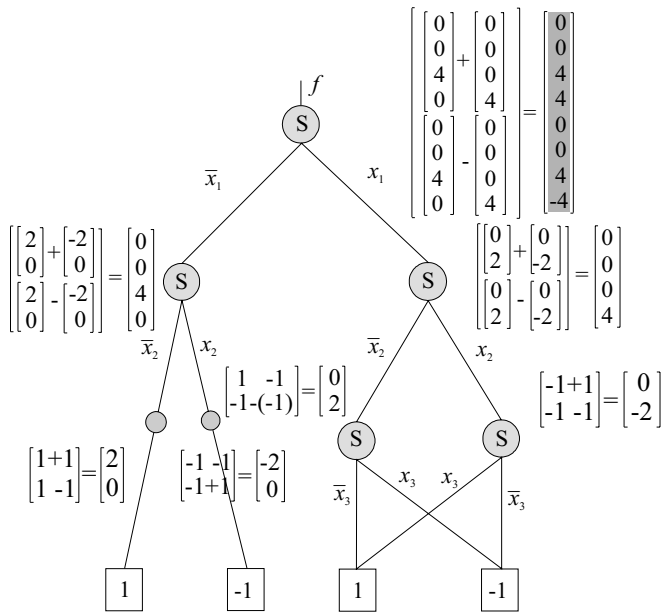 f
S
x̅₁ x₁
[[0 0 4 0] + [0 0 0 4]
[0 0 4 0] - [0 0 0 4]] = [0 0 4 4 0 0 4 -4]
[[2 0] + [-2 0]
[2 0] - [-2 0]] = [0 0 4 0]
S
S
[[0 2] + [0 -2]
[0 2] - [0 -2]] = [0 0 0 4]
x̅₂ x₂ x̅₂ x₂
[1 -1
-1-(-1)] = [0 2]
[-1+1
-1 -1] = [0 -2]
S S
[1+1
1 -1] = [2 0]
[-1 -1
-1+1] = [-2 0]
x̅₃ x₃ x₃ x̅₃
1 -1 1 -1